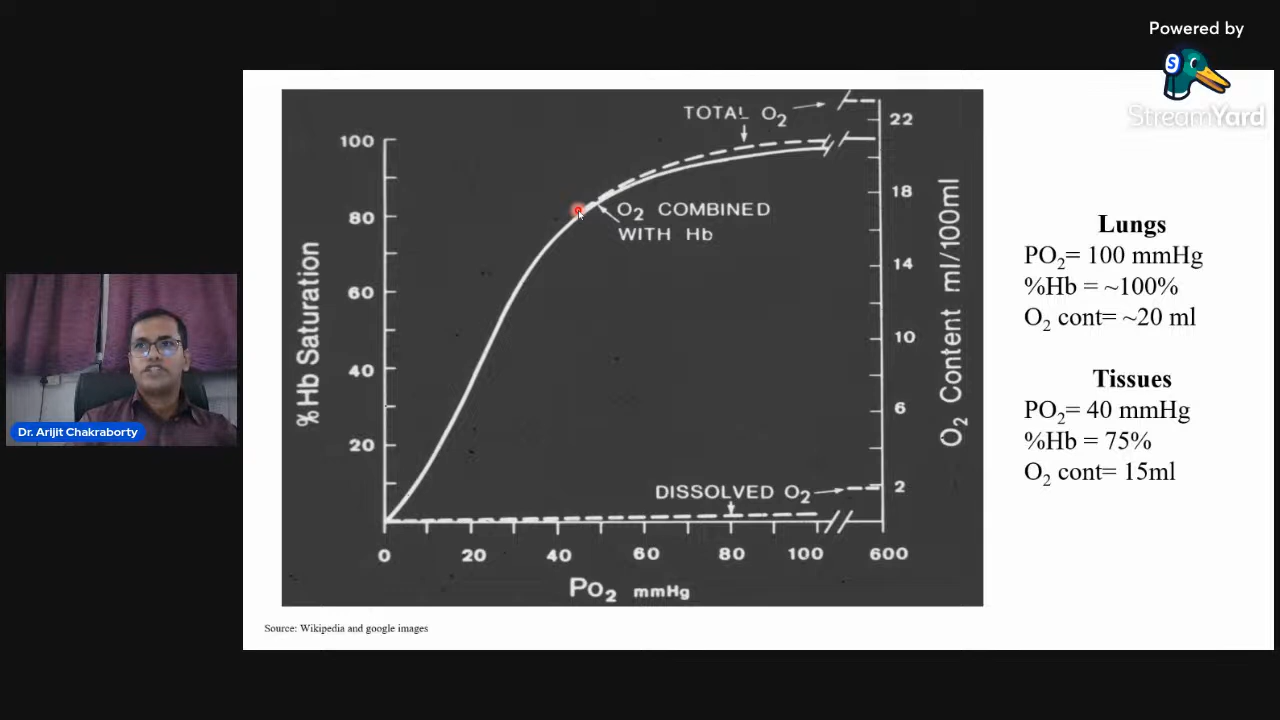 Powered by
S
StreamYard
TOTAL O₂
22
100
18
O₂ COMBINED
WITH Hb
80
14
60
%Hb Saturation
10
O₂ Content ml/100ml
40
6
20
DISSOLVED O₂
2
0 20 40 60 80 100 600
Po₂ mmHg
Lungs
PO₂= 100 mmHg
%Hb = ~100%
O₂ cont= ~20 ml
Tissues
PO₂= 40 mmHg
%Hb = 75%
O₂ cont= 15ml
Dr. Arijit Chakraborty
Source: Wikipedia and google images